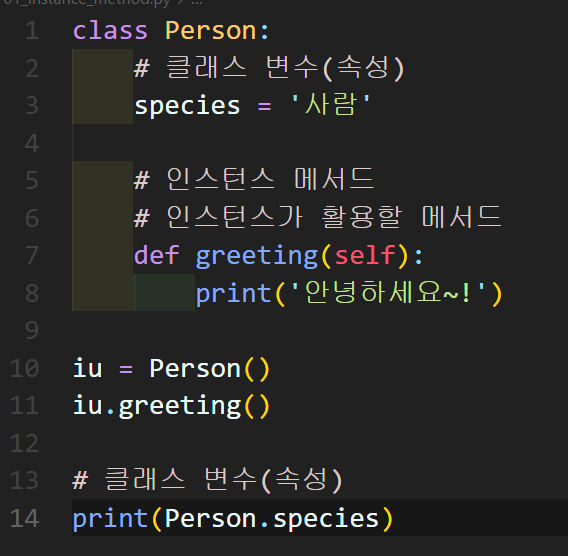 01_instance_method.py > ...
1 class Person:
2     # 클래스 변수(속성)
3     species = '사람'
4
5     # 인스턴스 메서드
6     # 인스턴스가 활용할 메서드
7     def greeting(self):
8         print('안녕하세요~!')
9
10 iu = Person()
11 iu.greeting()
12
13 # 클래스 변수(속성)
14 print(Person.species)